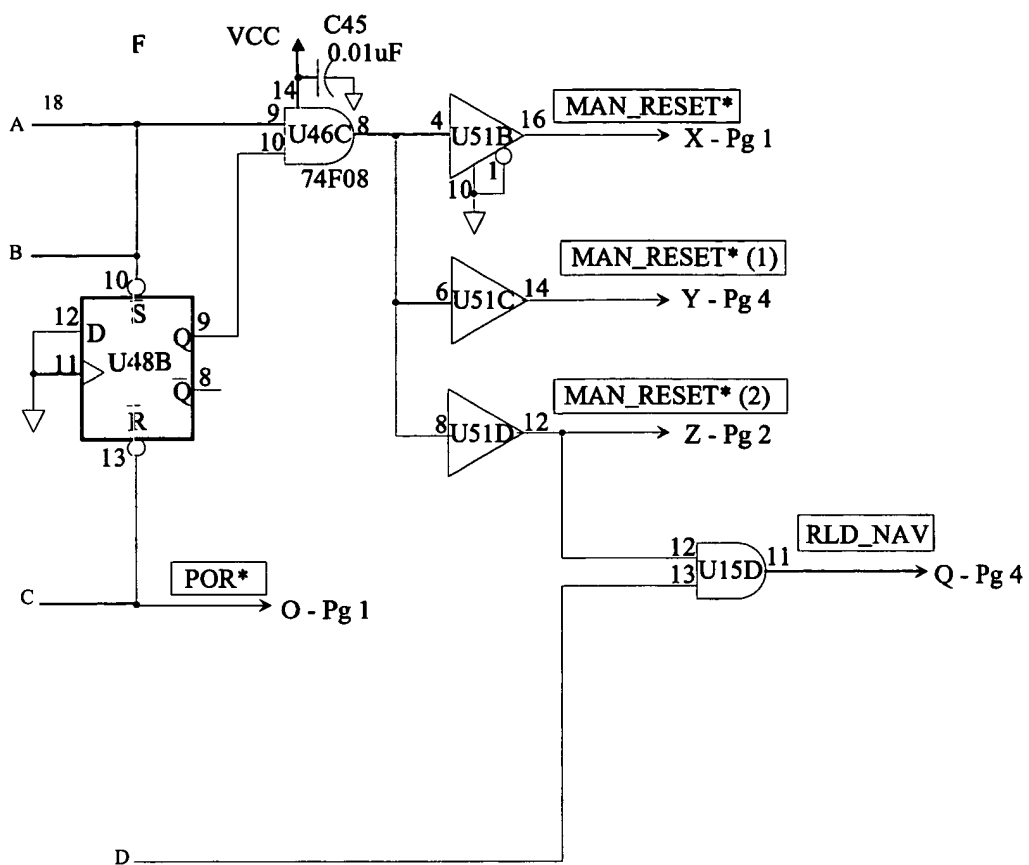 F
C45
VCC
0.01uF
14
18
A
9
10
U46C
8
74F08
4
U51B
16
MAN_RESET*
X - Pg 1
1
10
B
10
S
12
D
Q
9
11
U48B
Q
8
R
13
6
U51C
14
MAN_RESET* (1)
Y - Pg 4
8
U51D
12
MAN_RESET* (2)
Z - Pg 2
POR*
C
O - Pg 1
12
13
U15D
11
RLD_NAV
Q - Pg 4
D